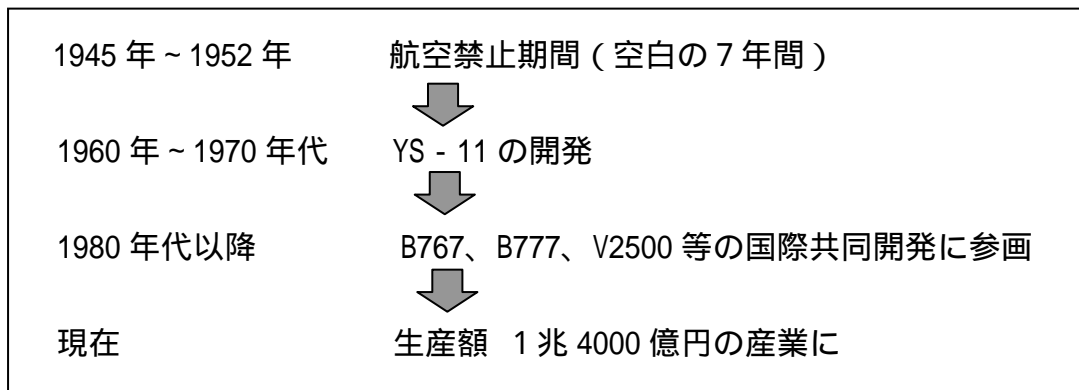 1945 年 ~ 1952 年　航空禁止期間（空白の7年間）
1960 年 ~ 1970 年代　YS - 11 の開発
1980 年代以降　B767、B777、V2500 等の国際共同開発に参画
現在　生産額 1 兆 4000 億円の産業に